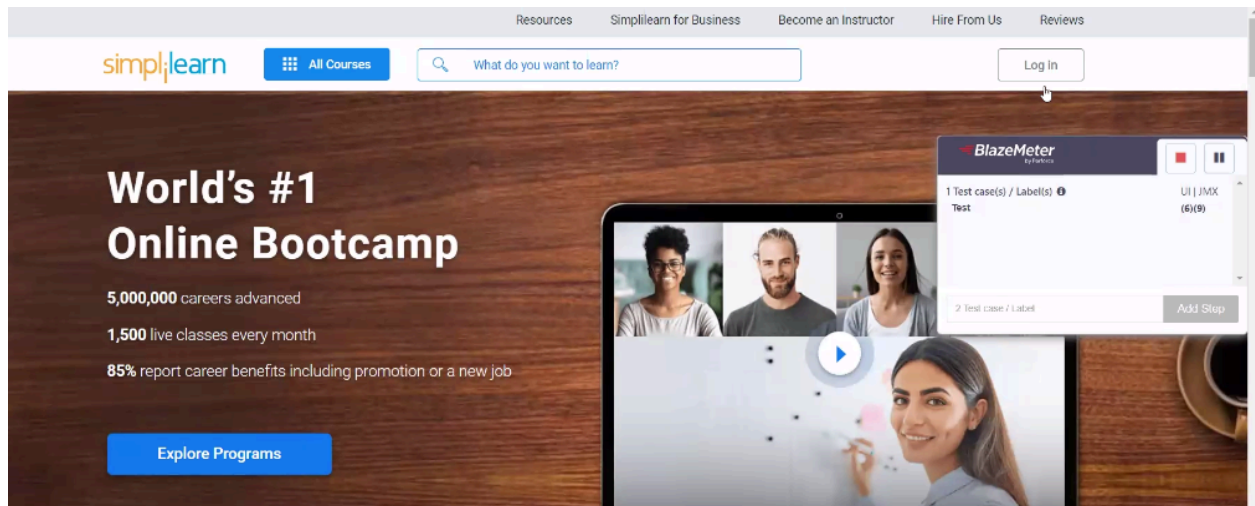 Resources Simplilearn for Business Become an Instructor Hire From Us Reviews
simplilearn All Courses What do you want to learn? Log in
BlazeMeter
by Perforce
1 Test case(s) / Label(s) UI | JMX
Test (6)(9)
2 Test case / Label Add Step
World's #1
Online Bootcamp
5,000,000 careers advanced
1,500 live classes every month
85% report career benefits including promotion or a new job
Explore Programs